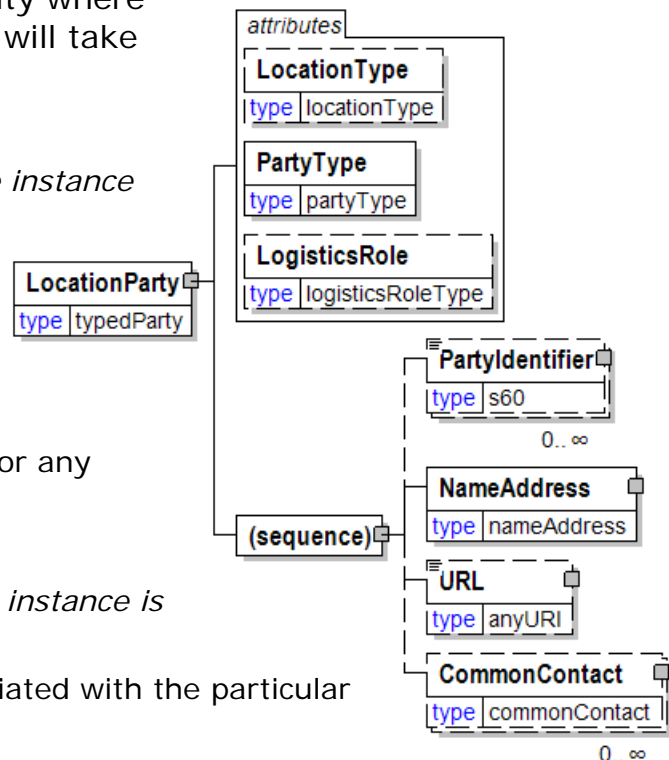 ity where
will take
instance
or any
instance is
iated with the particular
attributes
LocationType
type locationType
PartyType
type partyType
LogisticsRole
type logisticsRoleType
LocationParty
type typedParty
(sequence)
PartyIdentifier
type s60
0.. ∞
NameAddress
type nameAddress
URL
type anyURI
CommonContact
type commonContact
0.. ∞